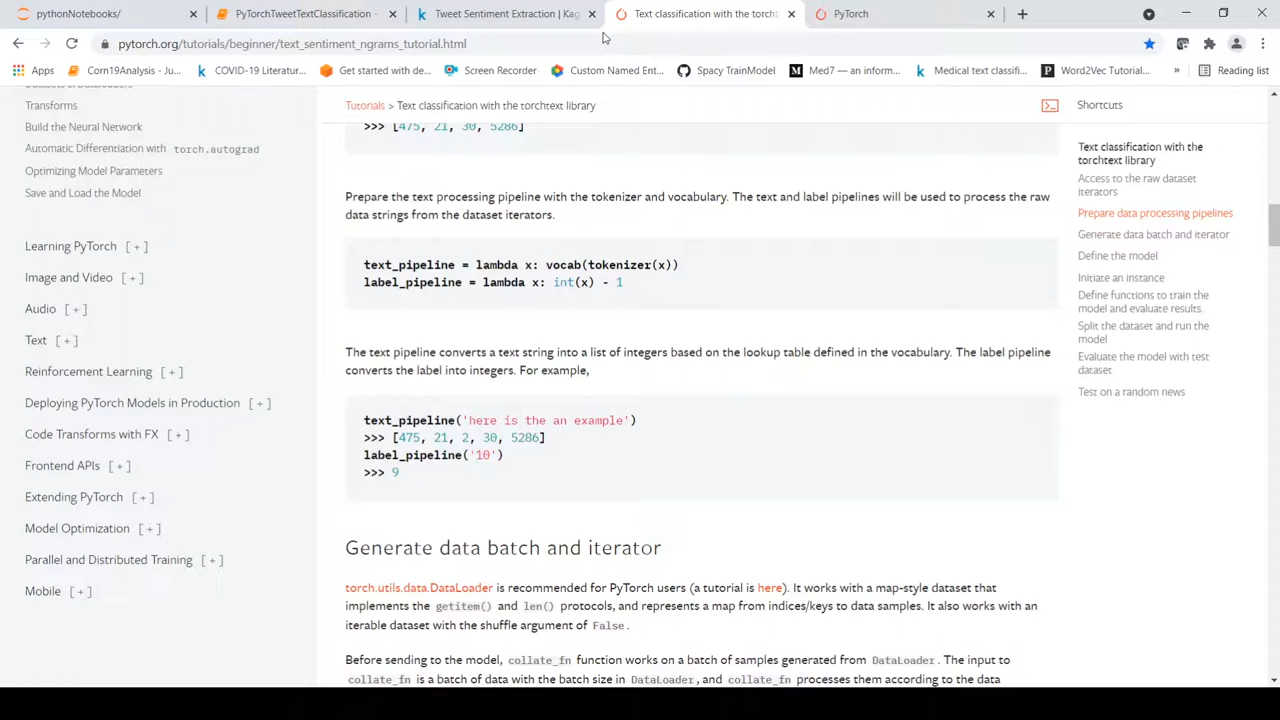 pythonNotebooks/
PyTorchTweetTextClassification -
Tweet Sentiment Extraction | Kag
Text classification with the torcht
PyTorch
pytorch.org/tutorials/beginner/text_sentiment_ngrams_tutorial.html
Apps
Corn19Analysis - Ju...
COVID-19 Literatur...
Get started with de...
Screen Recorder
Custom Named Ent...
Spacy TrainModel
Med7 — an inform...
Medical text classifi...
Word2Vec Tutorial...
»
Reading list
Datasets & DataLoaders
Transforms
Build the Neural Network
Automatic Differentiation with torch.autograd
Optimizing Model Parameters
Save and Load the Model
Learning PyTorch [ + ]
Image and Video [ + ]
Audio [ + ]
Text [ + ]
Reinforcement Learning [ + ]
Deploying PyTorch Models in Production [ + ]
Code Transforms with FX [ + ]
Frontend APIs [ + ]
Extending PyTorch [ + ]
Model Optimization [ + ]
Parallel and Distributed Training [ + ]
Mobile [ + ]
Tutorials > Text classification with the torchtext library
>>> [475, 21, 30, 5286]
Prepare the text processing pipeline with the tokenizer and vocabulary. The text and label pipelines will be used to process the raw
data strings from the dataset iterators.
text_pipeline = lambda x: vocab(tokenizer(x))
label_pipeline = lambda x: int(x) - 1
The text pipeline converts a text string into a list of integers based on the lookup table defined in the vocabulary. The label pipeline
converts the label into integers. For example,
text_pipeline('here is the an example')
>>> [475, 21, 2, 30, 5286]
label_pipeline('10')
>>> 9
Generate data batch and iterator
torch.utils.data.DataLoader is recommended for PyTorch users (a tutorial is here). It works with a map-style dataset that
implements the getitem() and len() protocols, and represents a map from indices/keys to data samples. It also works with an
iterable dataset with the shuffle argument of False.
Before sending to the model, collate_fn function works on a batch of samples generated from DataLoader. The input to
collate_fn is a batch of data with the batch size in DataLoader, and collate_fn processes them according to the data
Shortcuts
Text classification with the
torchtext library
Access to the raw dataset
iterators
Prepare data processing pipelines
Generate data batch and iterator
Define the model
Initiate an instance
Define functions to train the
model and evaluate results.
Split the dataset and run the
model
Evaluate the model with test
dataset
Test on a random news